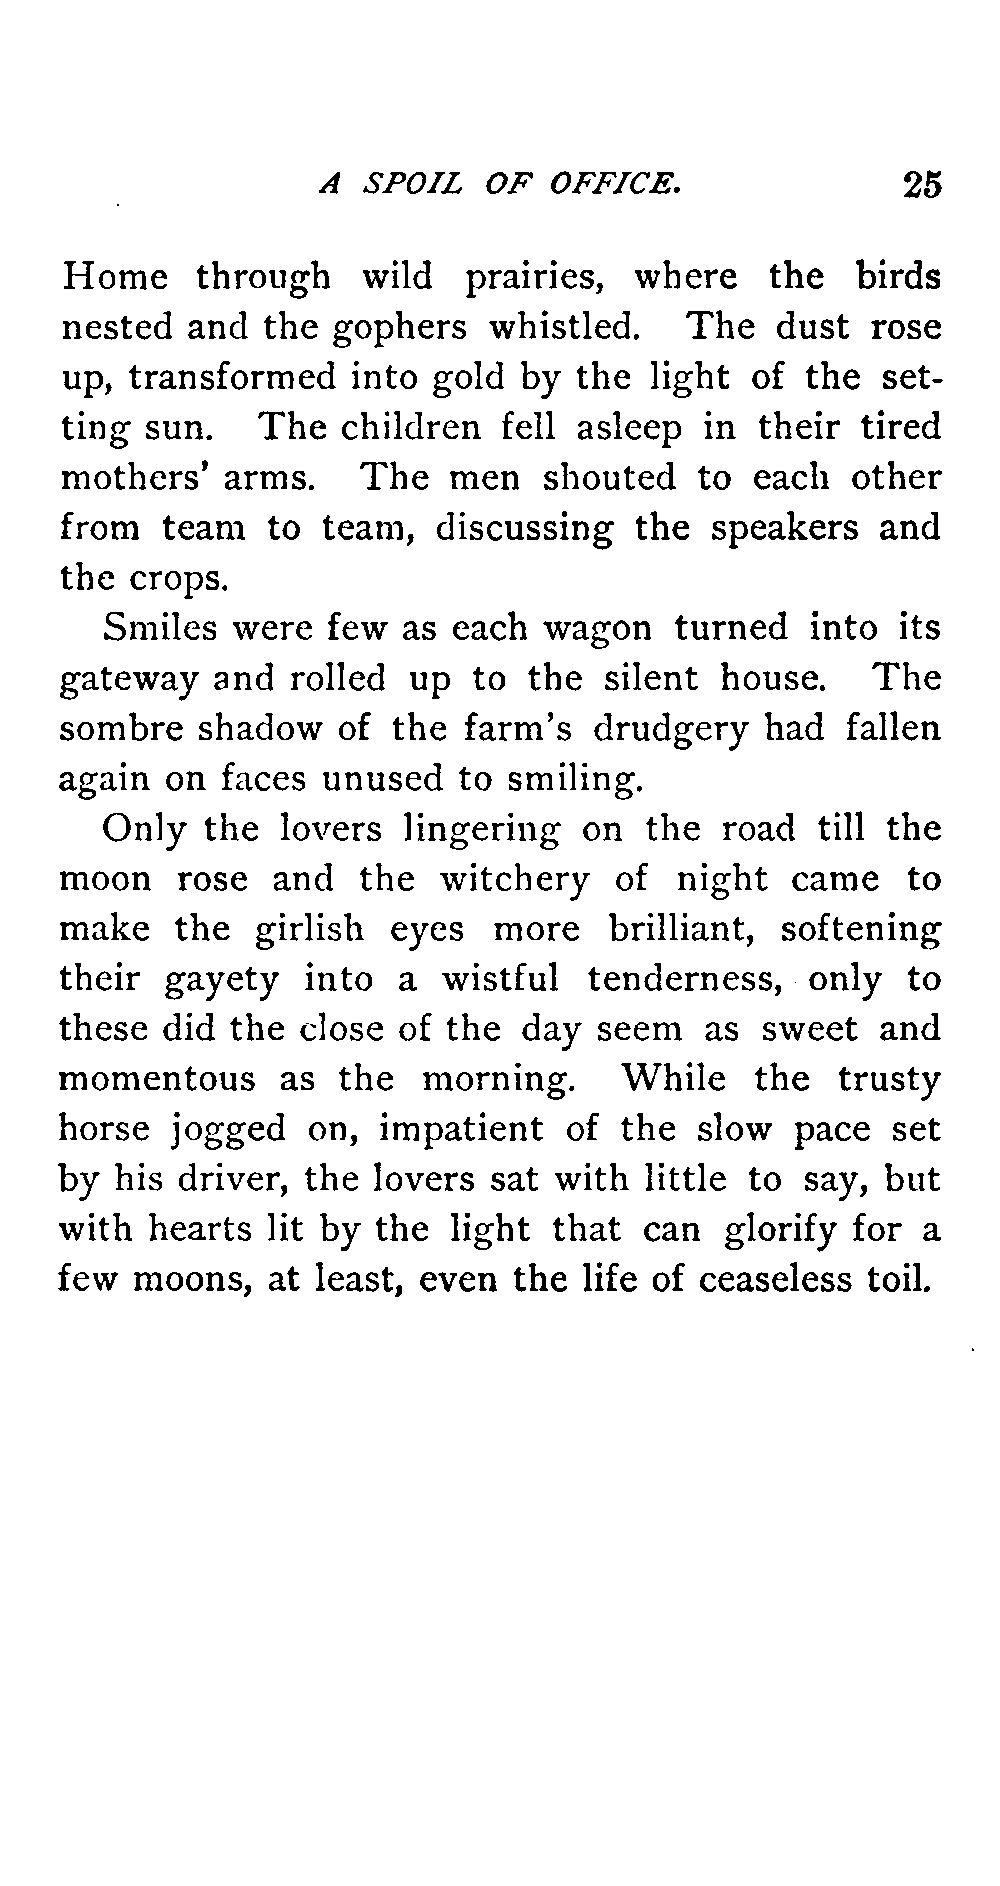 A SPOIL OF OFFICE. 25
Home through wild prairies, where the birds
nested and the gophers whistled. The dust rose
up, transformed into gold by the light of the set-
ting sun. The children fell asleep in their tired
mothers' arms. The men shouted to each other
from team to team, discussing the speakers and
the crops.
Smiles were few as each wagon turned into its
gateway and rolled up to the silent house. The
sombre shadow of the farm's drudgery had fallen
again on faces unused to smiling.
Only the lovers lingering on the road till the
moon rose and the witchery of night came to
make the girlish eyes more brilliant, softening
their gayety into a wistful tenderness, only to
these did the close of the day seem as sweet and
momentous as the morning. While the trusty
horse jogged on, impatient of the slow pace set
by his driver, the lovers sat with little to say, but
with hearts lit by the light that can glorify for a
few moons, at least, even the life of ceaseless toil.